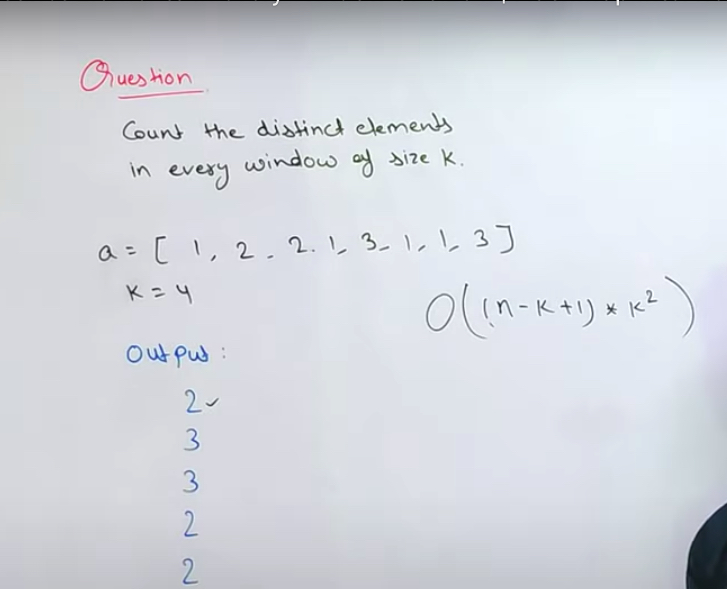 Question
Count the distinct elements
in every window of size K.
a = [ 1, 2, 2, 1, 3, 1, 1, 3 ]
K = 4
O((n-K+1) * K²)
Output :
2✓
3
3
2
2